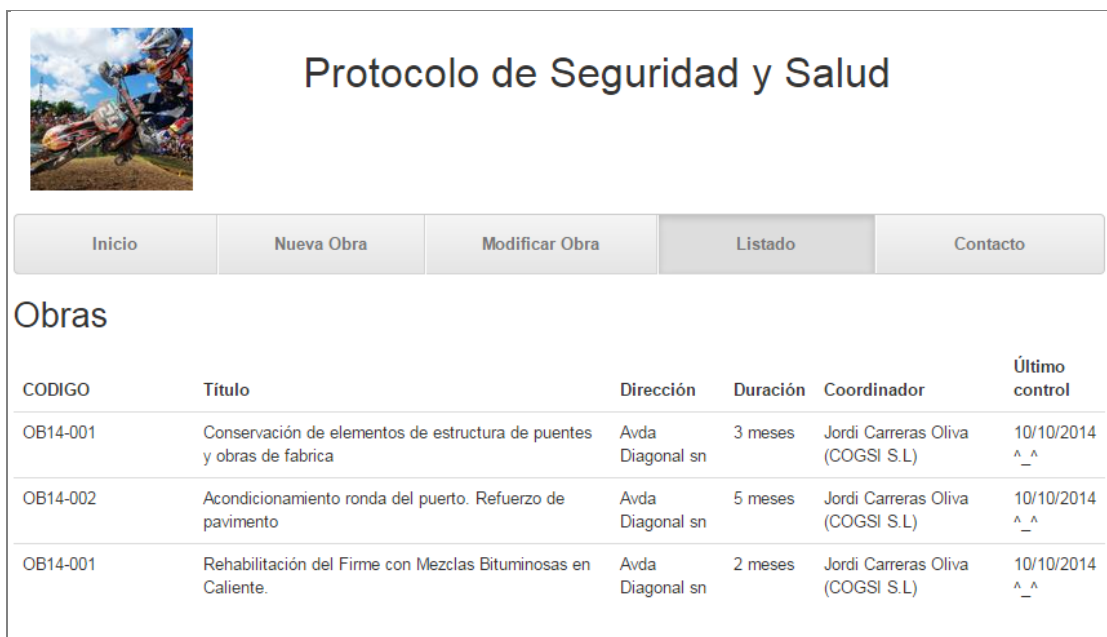 Protocolo de Seguridad y Salud
Inicio Nueva Obra Modificar Obra Listado Contacto
Obras
CODIGO Título Dirección Duración Coordinador Último control
OB14-001 Conservación de elementos de estructura de puentes y obras de fabrica Avda Diagonal sn 3 meses Jordi Carreras Oliva (COGSI S.L) 10/10/2014 ^_^
OB14-002 Acondicionamiento ronda del puerto. Refuerzo de pavimento Avda Diagonal sn 5 meses Jordi Carreras Oliva (COGSI S.L) 10/10/2014 ^_^
OB14-001 Rehabilitación del Firme con Mezclas Bituminosas en Caliente. Avda Diagonal sn 2 meses Jordi Carreras Oliva (COGSI S.L) 10/10/2014 ^_^